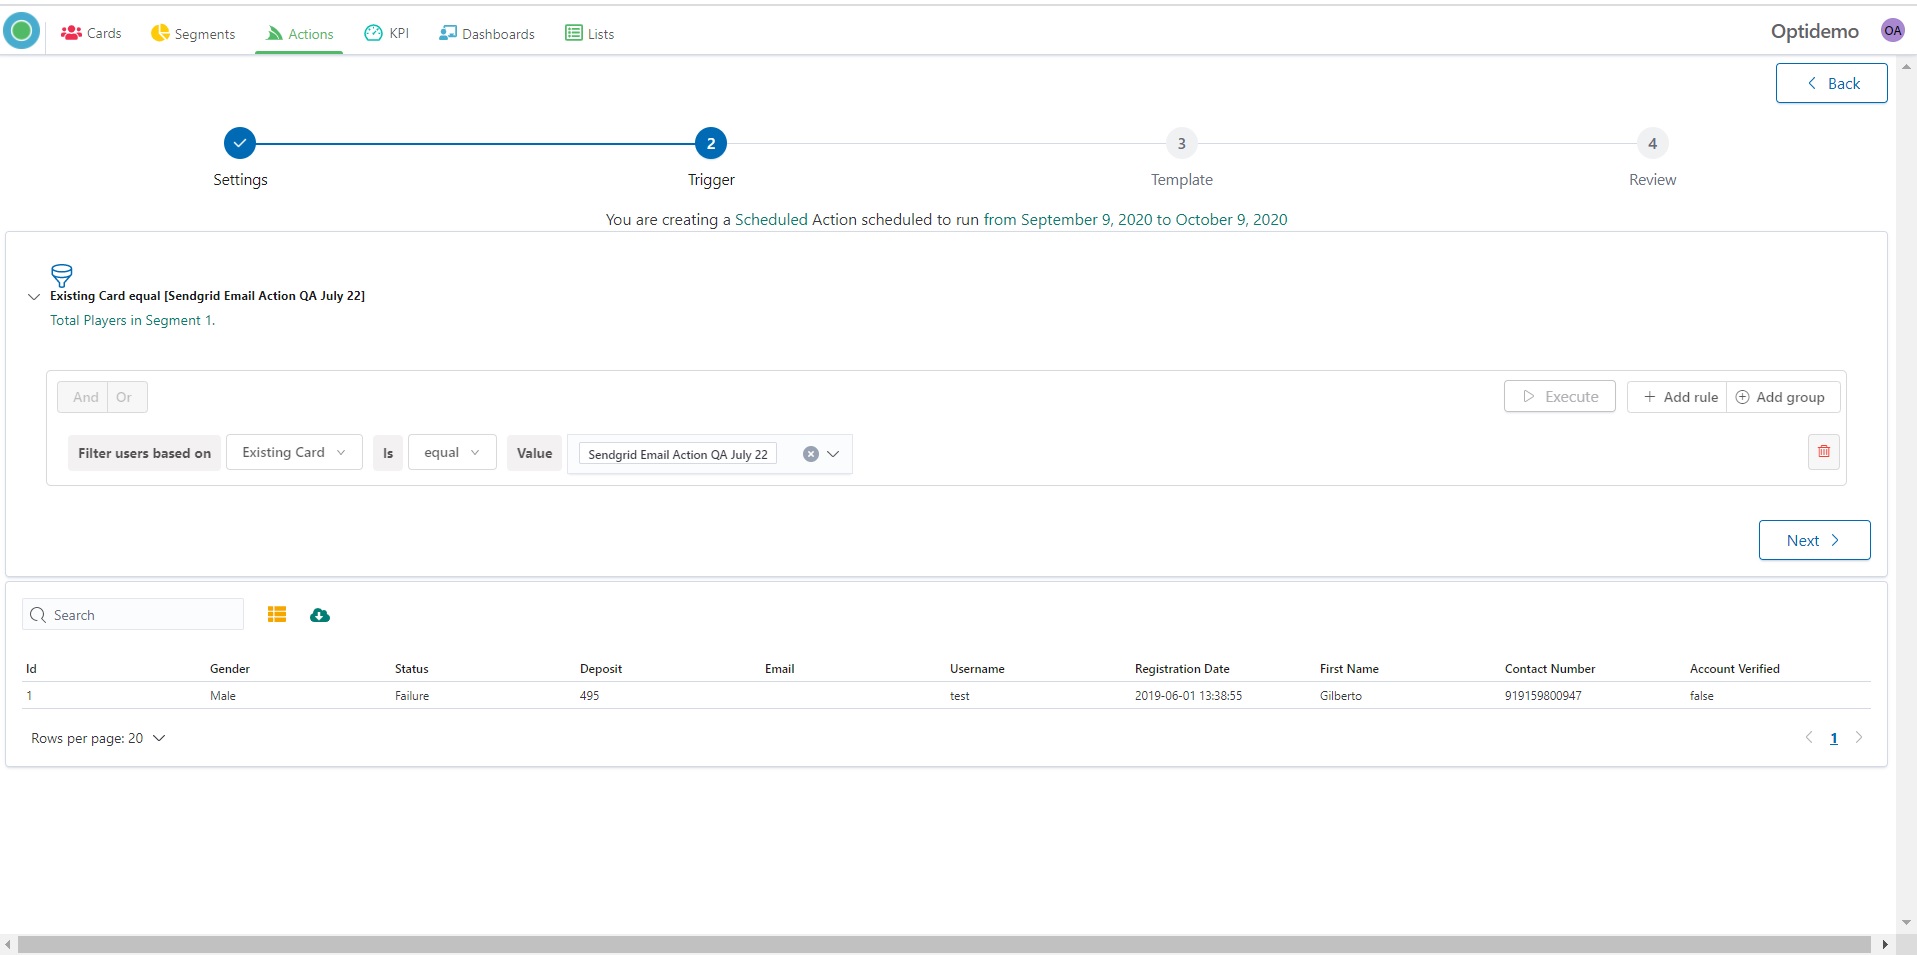 Cards Segments Actions KPI Dashboards Lists Optidemo OA
Back
2 3 4
Settings Trigger Template Review
You are creating a Scheduled Action scheduled to run from September 9, 2020 to October 9, 2020
Existing Card equal [Sendgrid Email Action QA July 22]
Total Players in Segment 1.
And Or Execute Add rule Add group
Filter users based on Existing Card Is equal Value Sendgrid Email Action QA July 22
Next
Search
Id Gender Status Deposit Email Username Registration Date First Name Contact Number Account Verified
1 Male Failure 495 test 2019-06-01 13:38:55 Gilberto 919159800947 false
Rows per page: 20 1